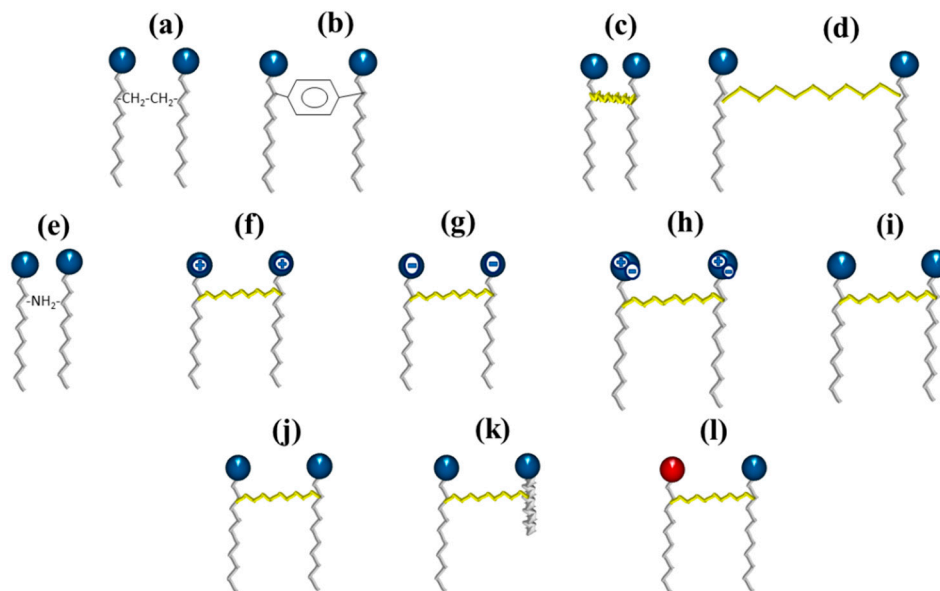 (a) (b) (c) (d)
-CH2-CH2-
(e) (f) (g) (h) (i)
+ + - - + - + -
-NH2-
(j) (k) (l)